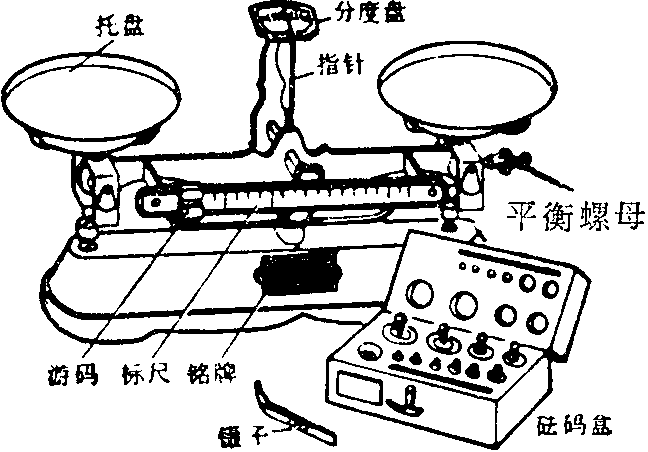 托盘
分度盘
指针
平衡螺母
游码 标尺 铭牌
镊子
砝码盒